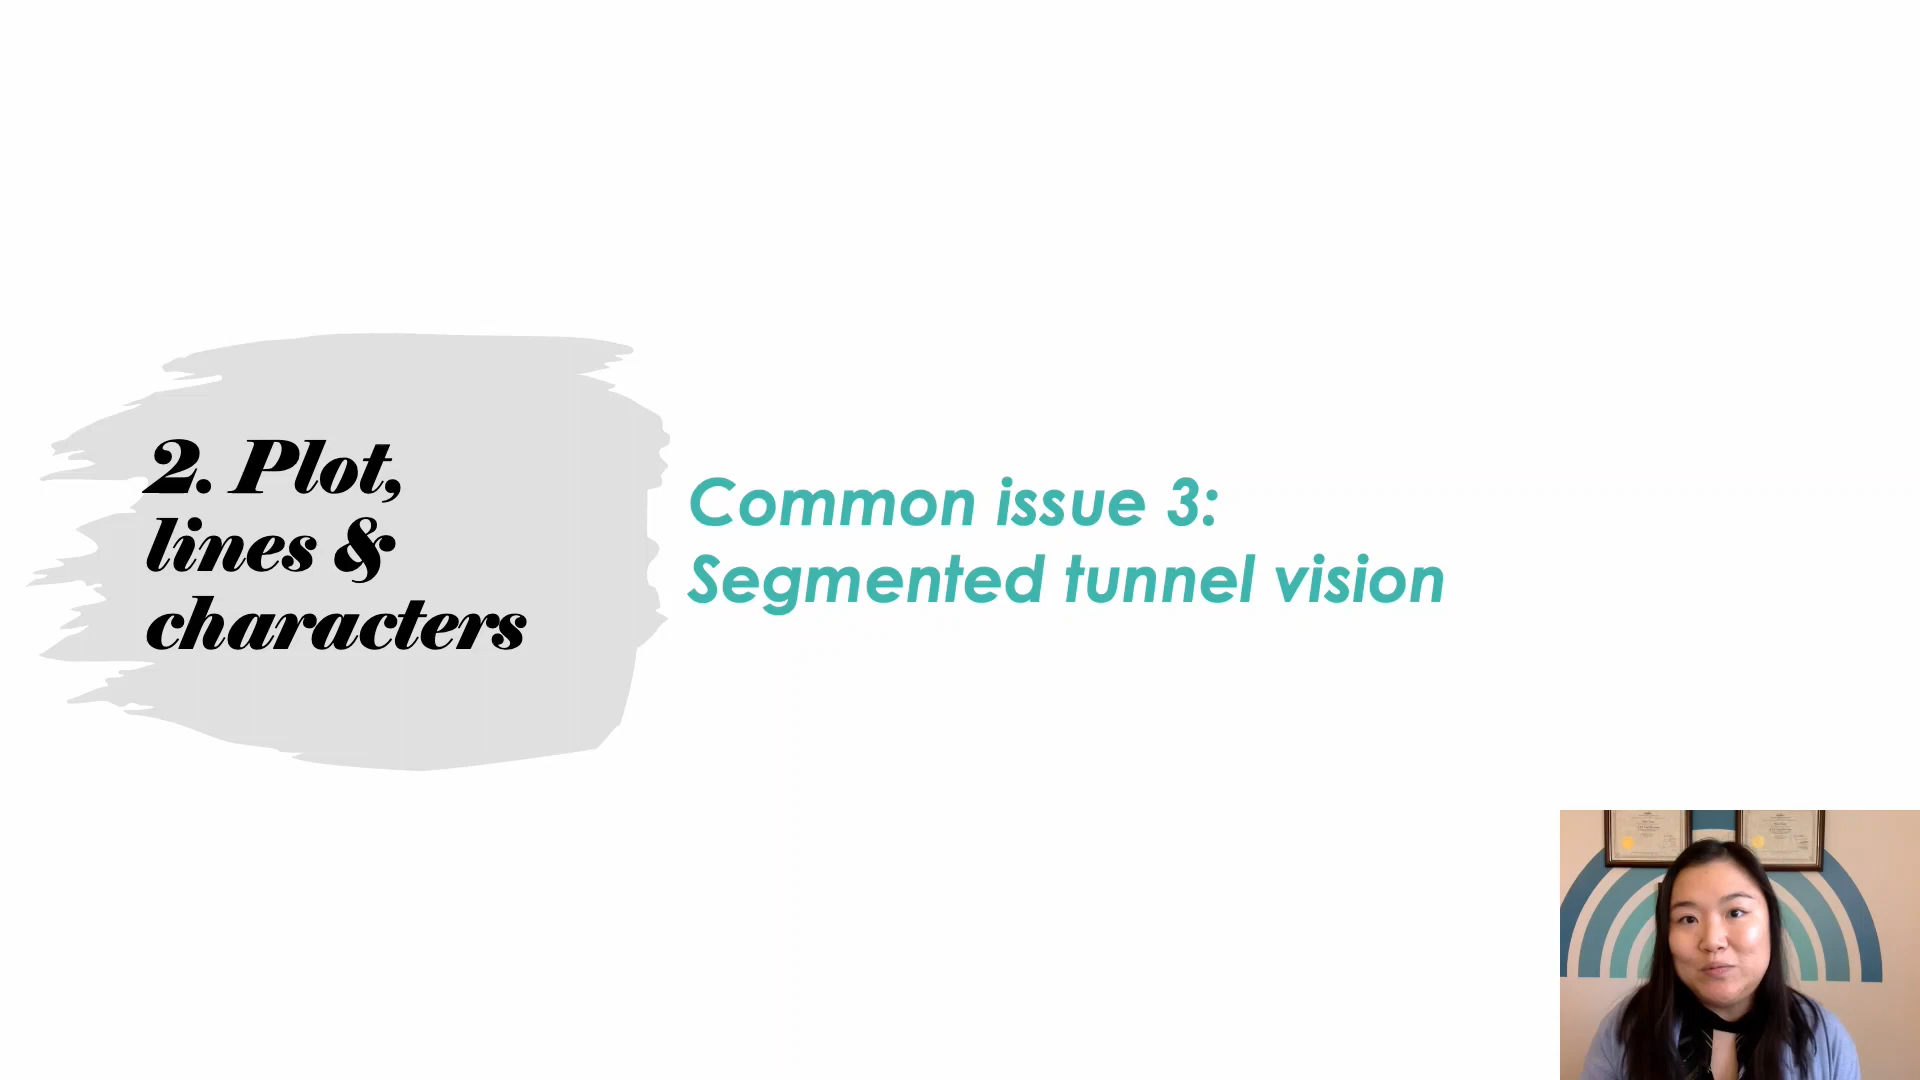 2. Plot,
lines &
characters
Common issue 3:
Segmented tunnel vision